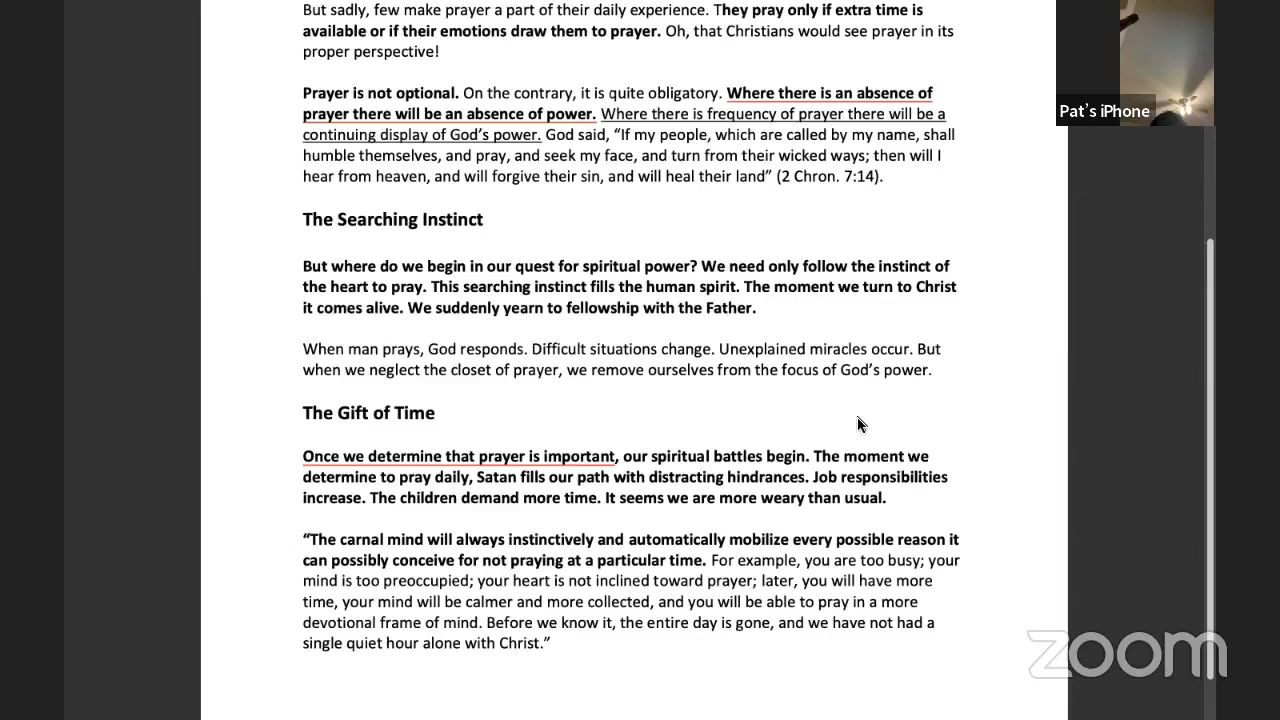 But sadly, few make prayer a part of their daily experience. They pray only if extra time is
available or if their emotions draw them to prayer. Oh, that Christians would see prayer in its
proper perspective!
Prayer is not optional. On the contrary, it is quite obligatory. Where there is an absence of
prayer there will be an absence of power. Where there is frequency of prayer there will be a
continuing display of God’s power. God said, “If my people, which are called by my name, shall
humble themselves, and pray, and seek my face, and turn from their wicked ways; then will I
hear from heaven, and will forgive their sin, and will heal their land” (2 Chron. 7:14).
The Searching Instinct
But where do we begin in our quest for spiritual power? We need only follow the instinct of
the heart to pray. This searching instinct fills the human spirit. The moment we turn to Christ
it comes alive. We suddenly yearn to fellowship with the Father.
When man prays, God responds. Difficult situations change. Unexplained miracles occur. But
when we neglect the closet of prayer, we remove ourselves from the focus of God’s power.
The Gift of Time
Once we determine that prayer is important, our spiritual battles begin. The moment we
determine to pray daily, Satan fills our path with distracting hindrances. Job responsibilities
increase. The children demand more time. It seems we are more weary than usual.
“The carnal mind will always instinctively and automatically mobilize every possible reason it
can possibly conceive for not praying at a particular time. For example, you are too busy; your
mind is too preoccupied; your heart is not inclined toward prayer; later, you will have more
time, your mind will be calmer and more collected, and you will be able to pray in a more
devotional frame of mind. Before we know it, the entire day is gone, and we have not had a
single quiet hour alone with Christ.”
Pat’s iPhone
zoom